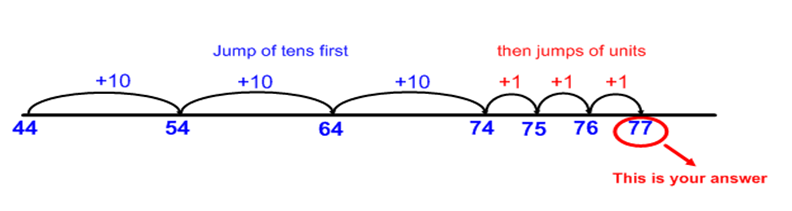 Jump of tens first then jumps of units
+10 +10 +10 +1 +1 +1
44 54 64 74 75 76 77
This is your answer